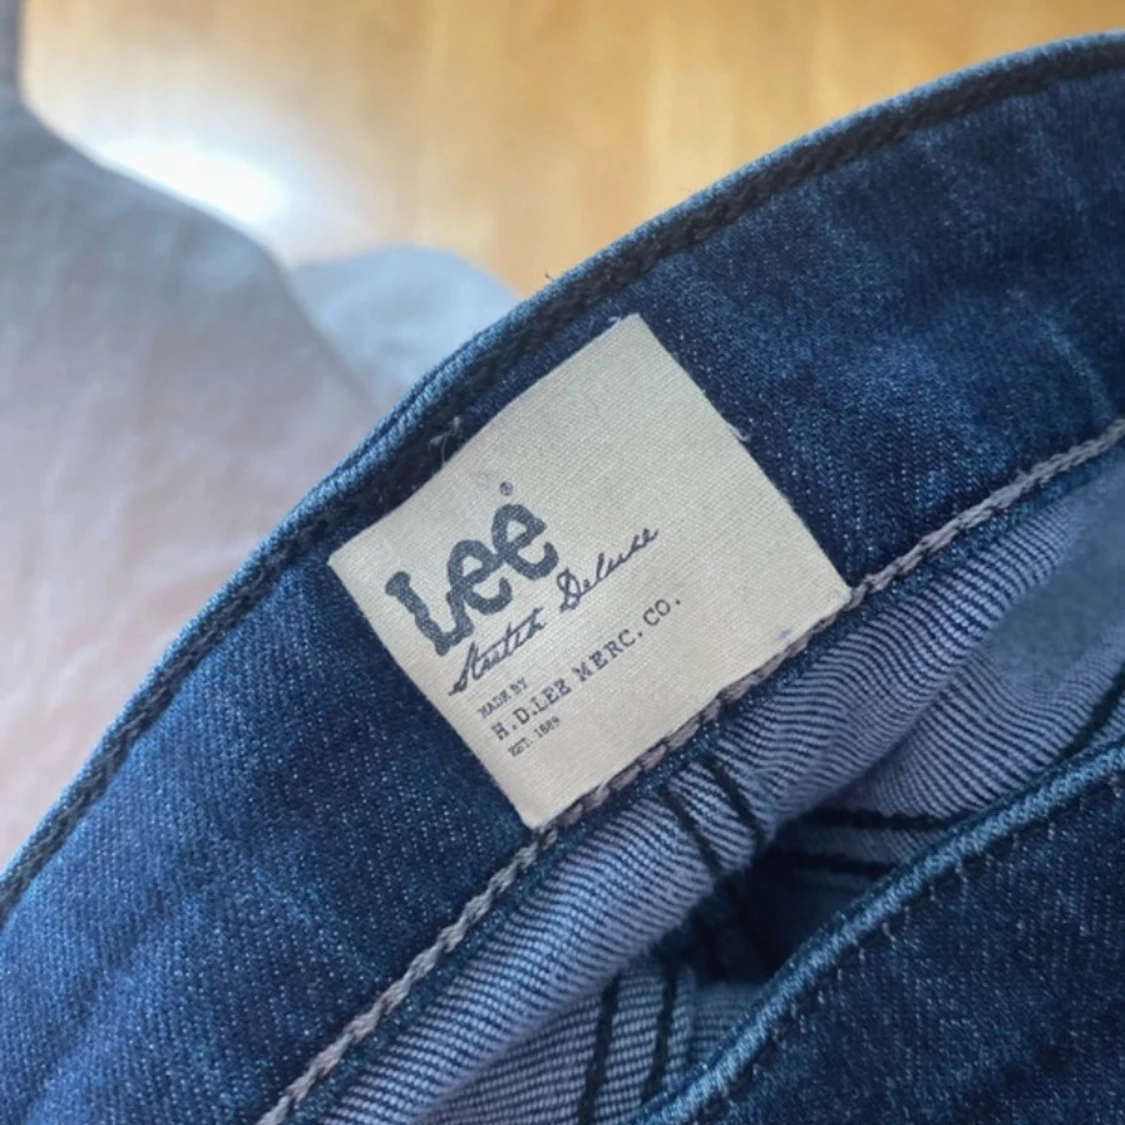 Lee®
Stretch Deluxe
MADE BY
H.D.LEE MERC. CO.
EST. 1889